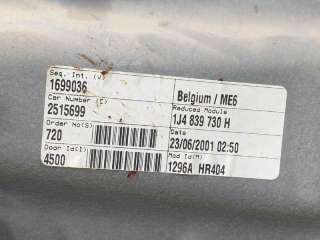 Seq. Int. (J)
1699036
Car Number (C)
2515699
Order No(S)
720
Door Id(I)
4500
Belgium / ME6
Reduced Module
1J4 839 730 H
Date
23/06/2001 02:50
Mod Id(M)
1296A HR404